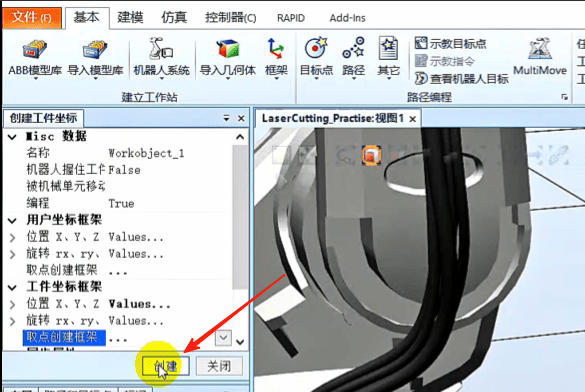 文件(F) 基本 建模 仿真 控制器(C) RAPID Add-Ins
ABB模型库 导入模型库 机器人系统 导入几何体 框架 目标点 路径 其它
示教目标点
示教指令
查看机器人目标
MultiMove
建立工作站 路径编程
创建工件坐标
LaserCutting_Practise:视图1
Misc 数据
名称 Workobject_1
机器人握住工件 False
被机械单元移动
编程 True
用户坐标框架
位置 X、Y、Z Values...
旋转 rx、ry、 Values...
取点创建框架 ...
工件坐标框架
位置 X、Y、Z Values...
旋转 rx、ry、 Values...
取点创建框架 ...
创建 关闭